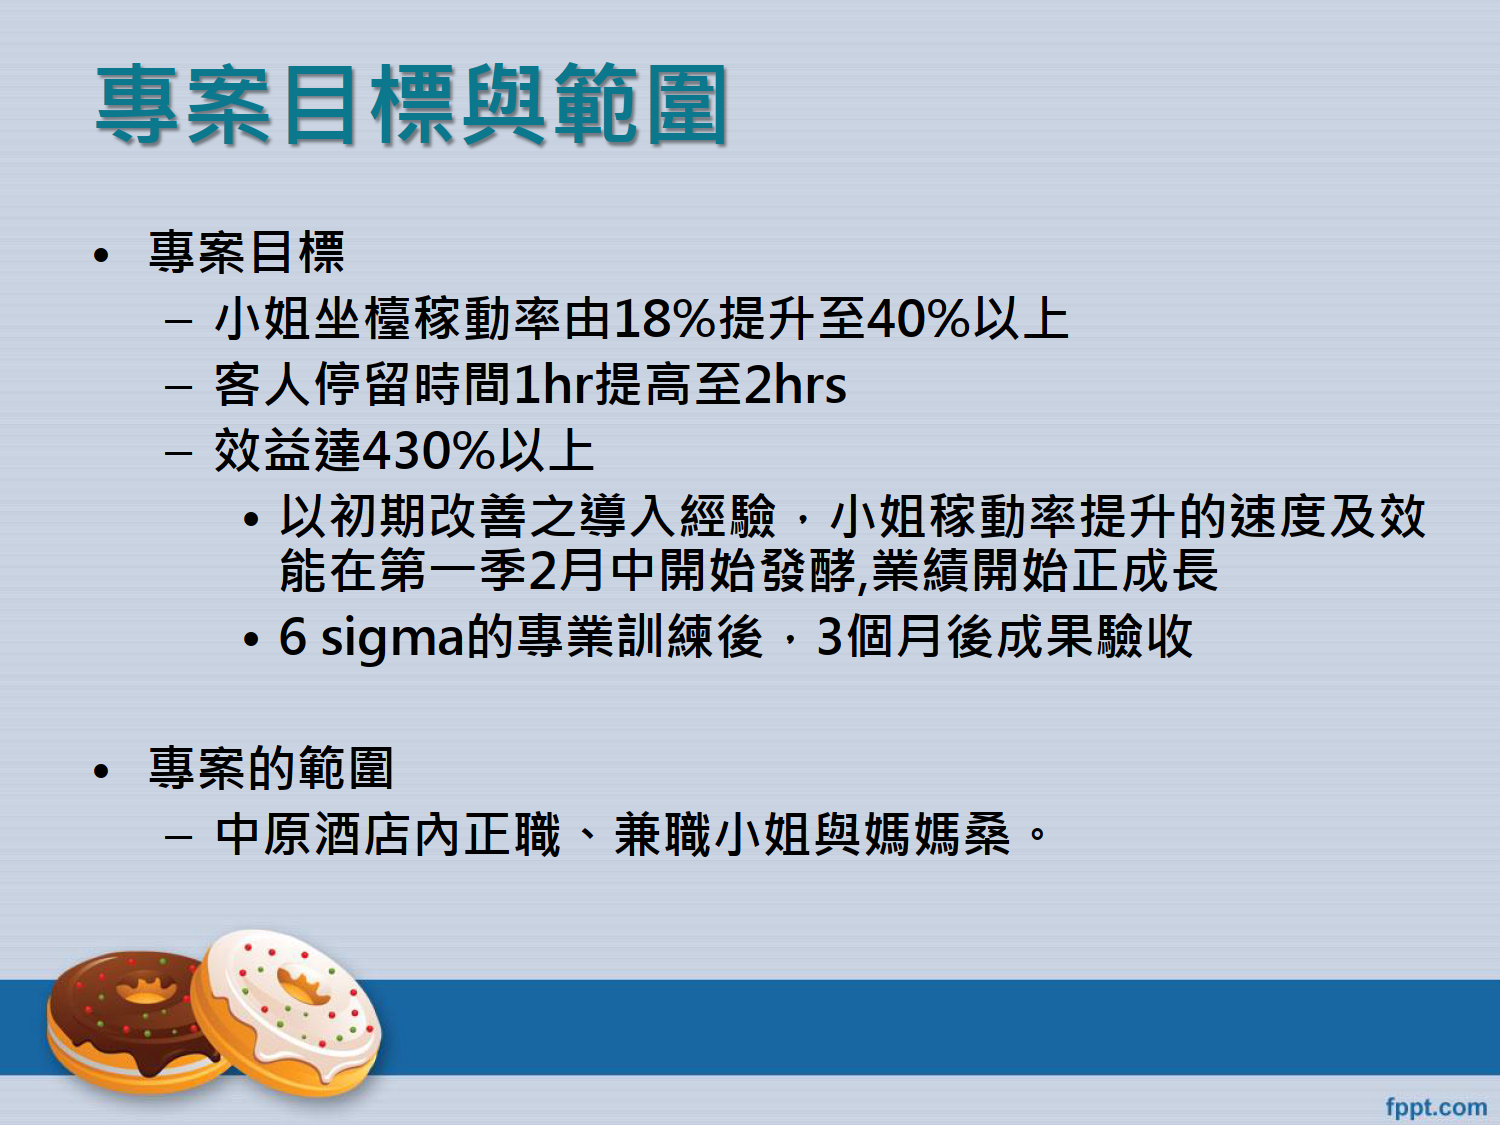 專案目標與範圍
• 專案目標
– 小姐坐檯稼動率由18%提升至40%以上
– 客人停留時間1hr提高至2hrs
– 效益達430%以上
• 以初期改善之導入經驗，小姐稼動率提升的速度及效
能在第一季2月中開始發酵,業績開始正成長
• 6 sigma的專業訓練後，3個月後成果驗收
• 專案的範圍
– 中原酒店內正職、兼職小姐與媽媽桑。
fppt.com